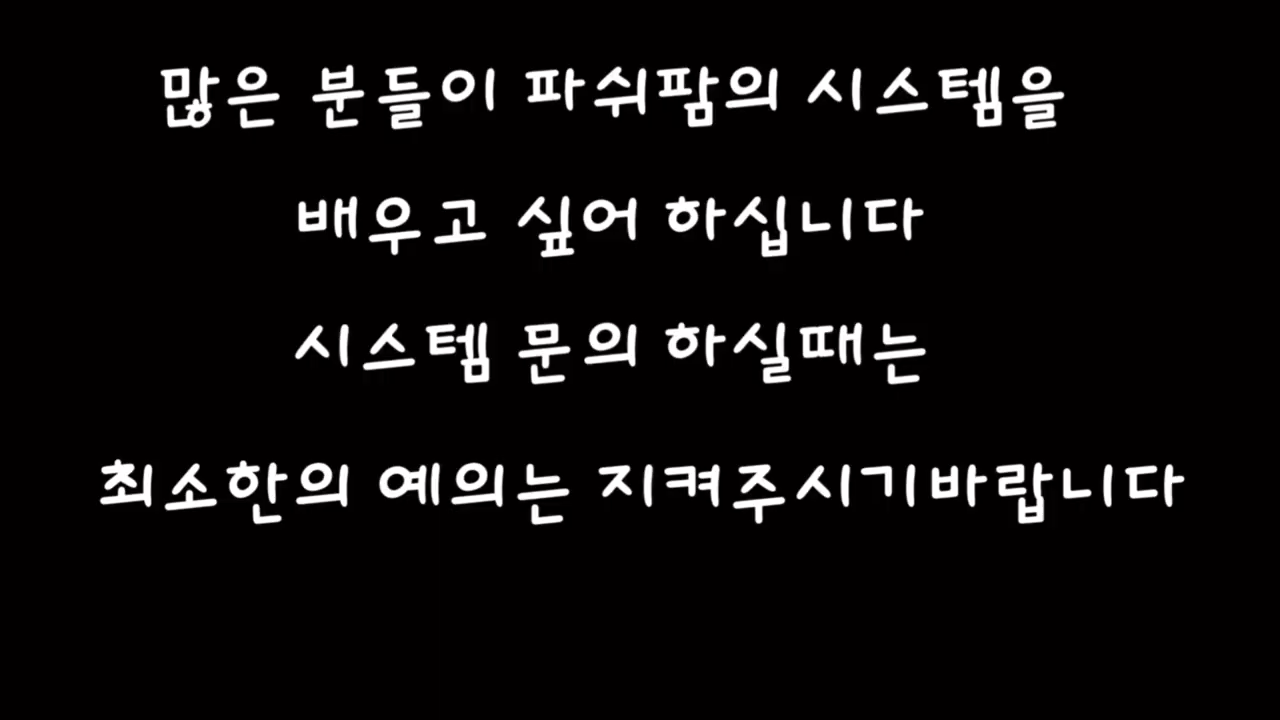 많은 분들이 파쉬팜의 시스템을
배우고 싶어 하십니다
시스템 문의 하실때는
최소한의 예의는 지켜주시기바랍니다